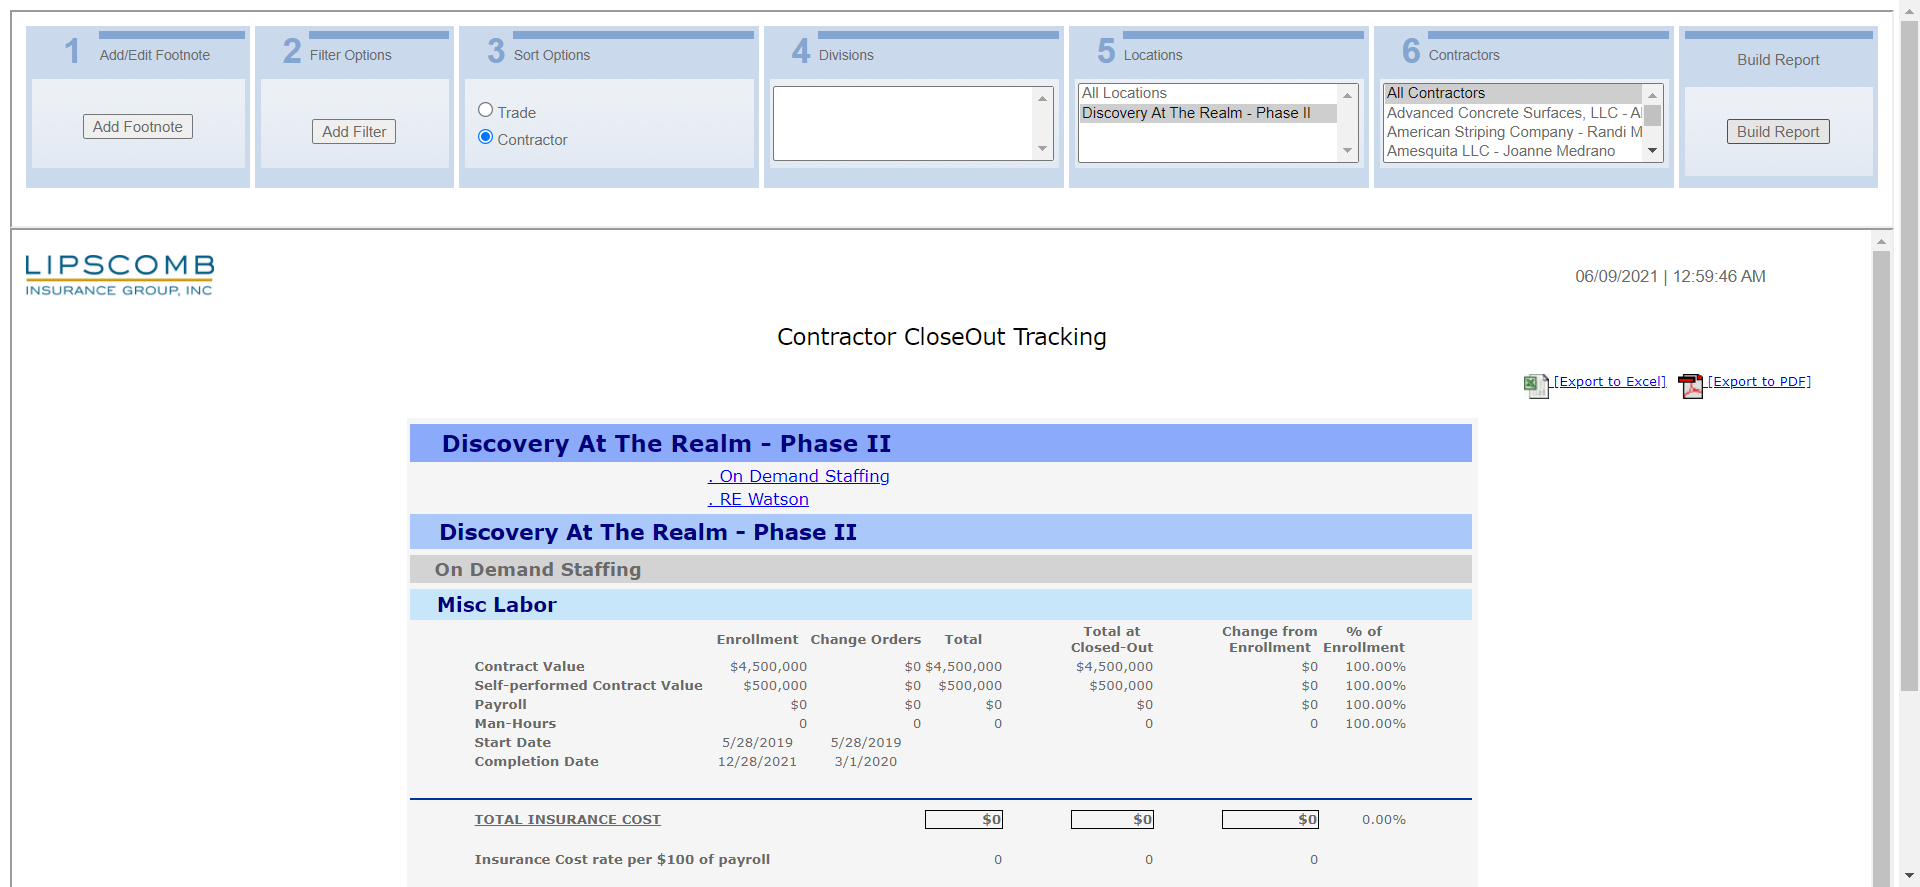 1 Add/Edit Footnote
Add Footnote
2 Filter Options
Add Filter
3 Sort Options
Trade
Contractor
4 Divisions
5 Locations
All Locations
Discovery At The Realm - Phase II
6 Contractors
All Contractors
Advanced Concrete Surfaces, LLC - Al
American Striping Company - Randi M
Amesquita LLC - Joanne Medrano
Build Report
Build Report
LIPSCOMB
INSURANCE GROUP, INC
06/09/2021 | 12:59:46 AM
Contractor CloseOut Tracking
[Export to Excel] [Export to PDF]
Discovery At The Realm - Phase II
. On Demand Staffing
. RE Watson
Discovery At The Realm - Phase II
On Demand Staffing
Misc Labor
Enrollment Change Orders Total Total at Closed-Out Change from Enrollment % of Enrollment
Contract Value $4,500,000 $0 $4,500,000 $4,500,000 $0 100.00%
Self-performed Contract Value $500,000 $0 $500,000 $500,000 $0 100.00%
Payroll $0 $0 $0 $0 $0 100.00%
Man-Hours 0 0 0 0 0 100.00%
Start Date 5/28/2019 5/28/2019
Completion Date 12/28/2021 3/1/2020
TOTAL INSURANCE COST $0 $0 $0 0.00%
Insurance Cost rate per $100 of payroll 0 0 0